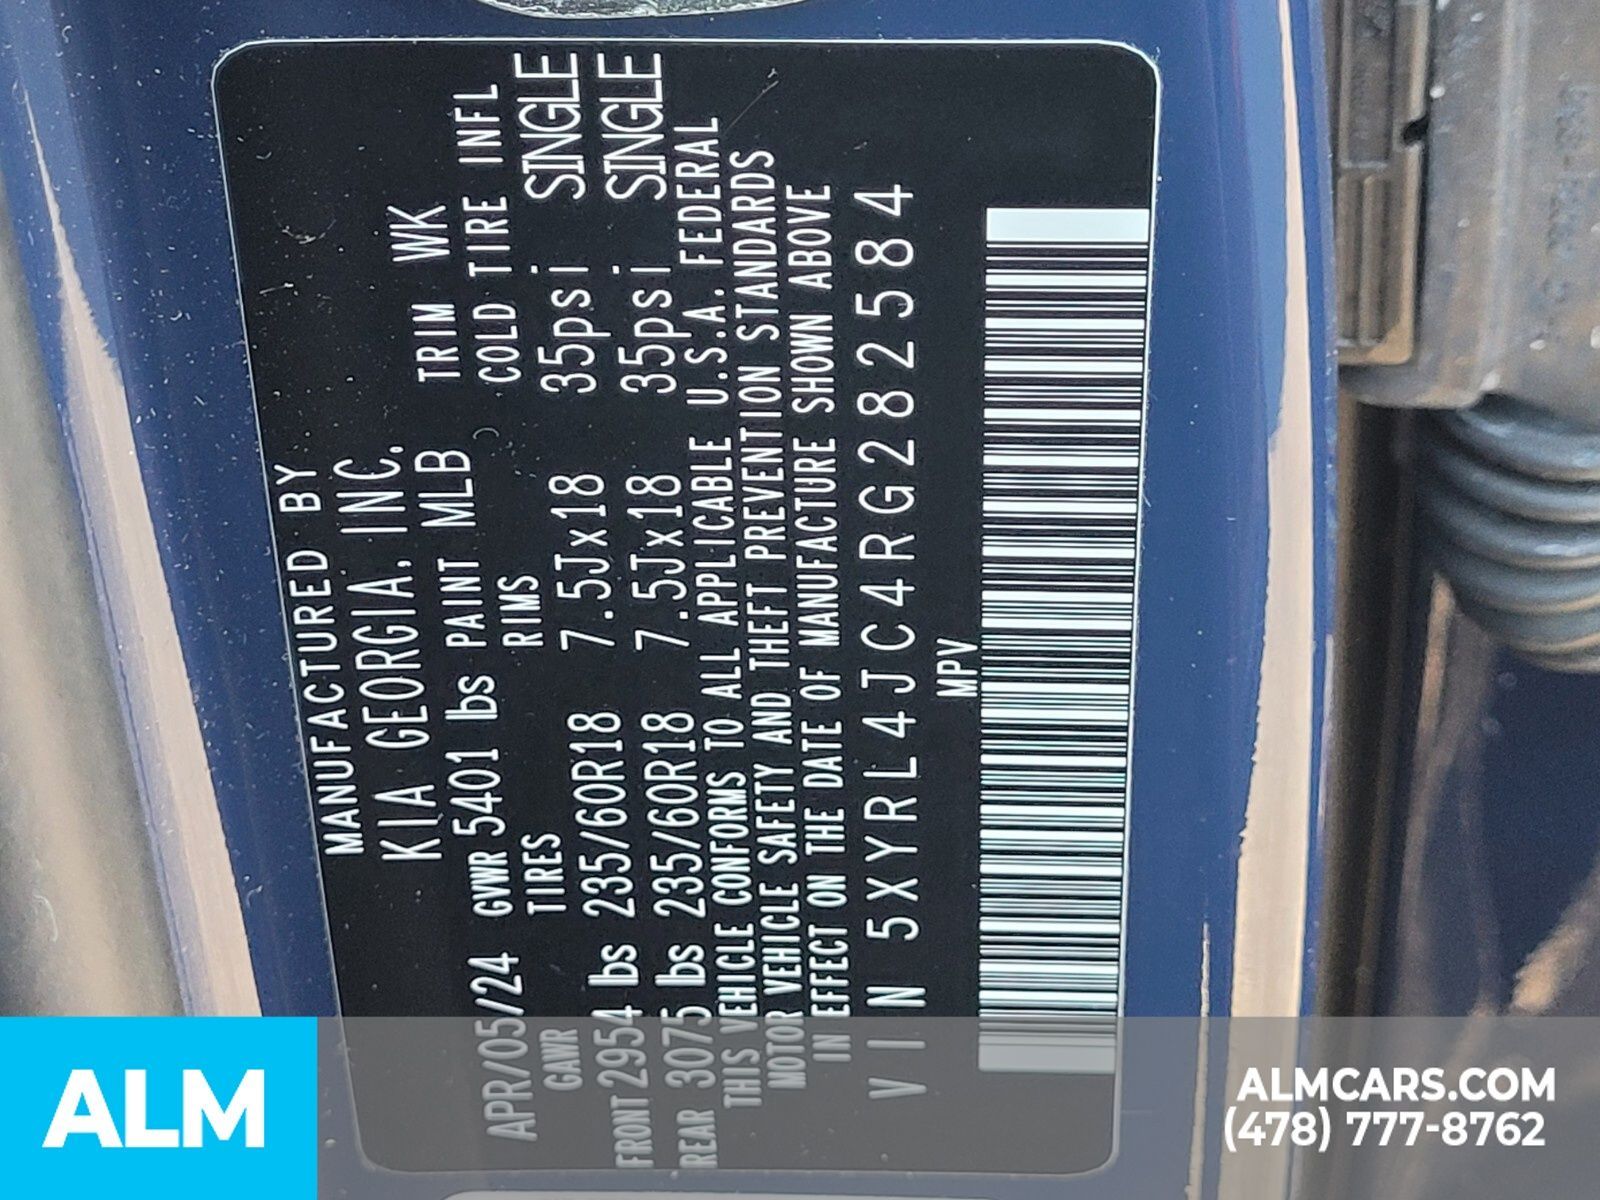 MANUFACTURED BY
KIA GEORGIA, INC.
APR/05/24 GVWR 5401 lbs PAINT MLB TRIM WK
GAWR TIRES RIMS COLD TIRE INFL
FRONT 2954 lbs 235/60R18 7.5Jx18 35psi SINGLE
REAR 3075 lbs 235/60R18 7.5Jx18 35psi SINGLE
THIS VEHICLE CONFORMS TO ALL APPLICABLE U.S.A. FEDERAL
MOTOR VEHICLE SAFETY AND THEFT PREVENTION STANDARDS
IN EFFECT ON THE DATE OF MANUFACTURE SHOWN ABOVE
VIN 5XYRL4JC4RG282584
MPV
ALM
ALMCARS.COM
(478) 777-8762